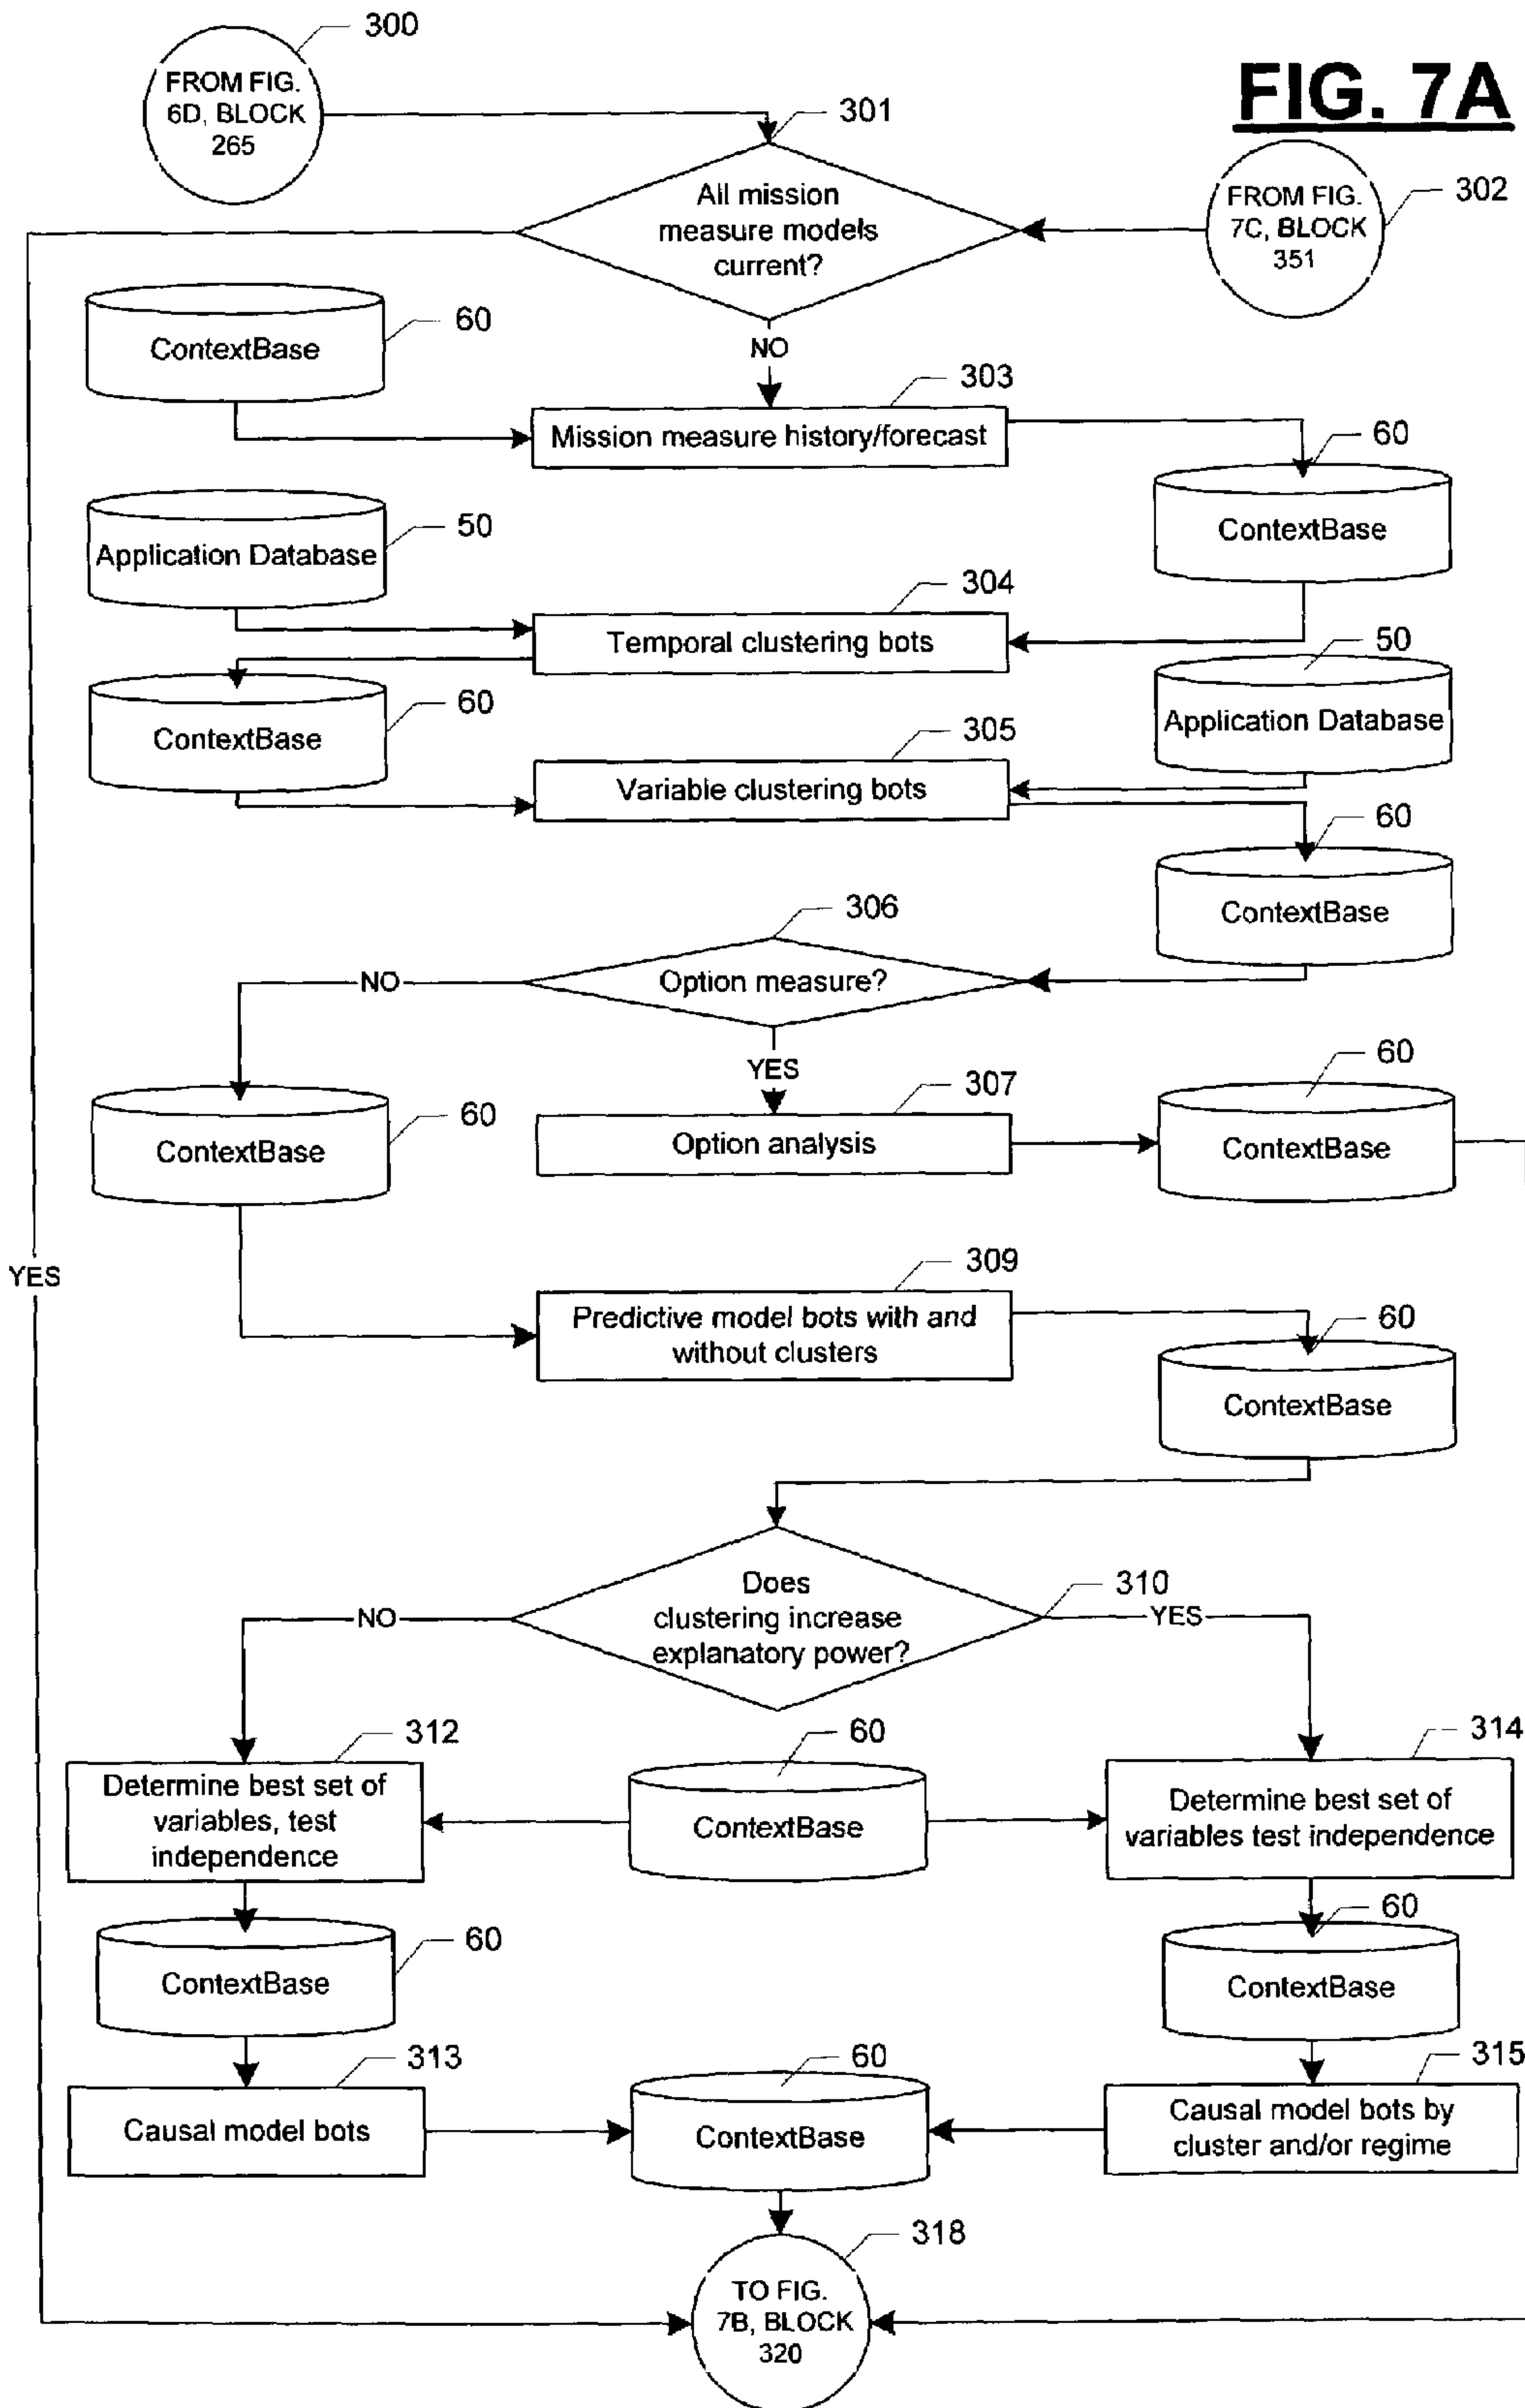 300
FROM FIG.
6D, BLOCK
265
FIG. 7A
301
All mission
measure models
current?
FROM FIG.
7C, BLOCK
351
302
ContextBase
60
NO
303
Mission measure history/forecast
60
ContextBase
Application Database
50
304
Temporal clustering bots
50
Application Database
ContextBase
60
305
Variable clustering bots
60
ContextBase
306
Option measure?
NO
YES
60
ContextBase
60
307
Option analysis
ContextBase
YES
309
Predictive model bots with and
without clusters
60
ContextBase
Does
clustering increase
explanatory power?
310
NO
YES
312
Determine best set of
variables, test
independence
60
ContextBase
314
Determine best set of
variables test independence
ContextBase
60
60
ContextBase
313
Causal model bots
60
ContextBase
315
Causal model bots by
cluster and/or regime
318
TO FIG.
7B, BLOCK
320